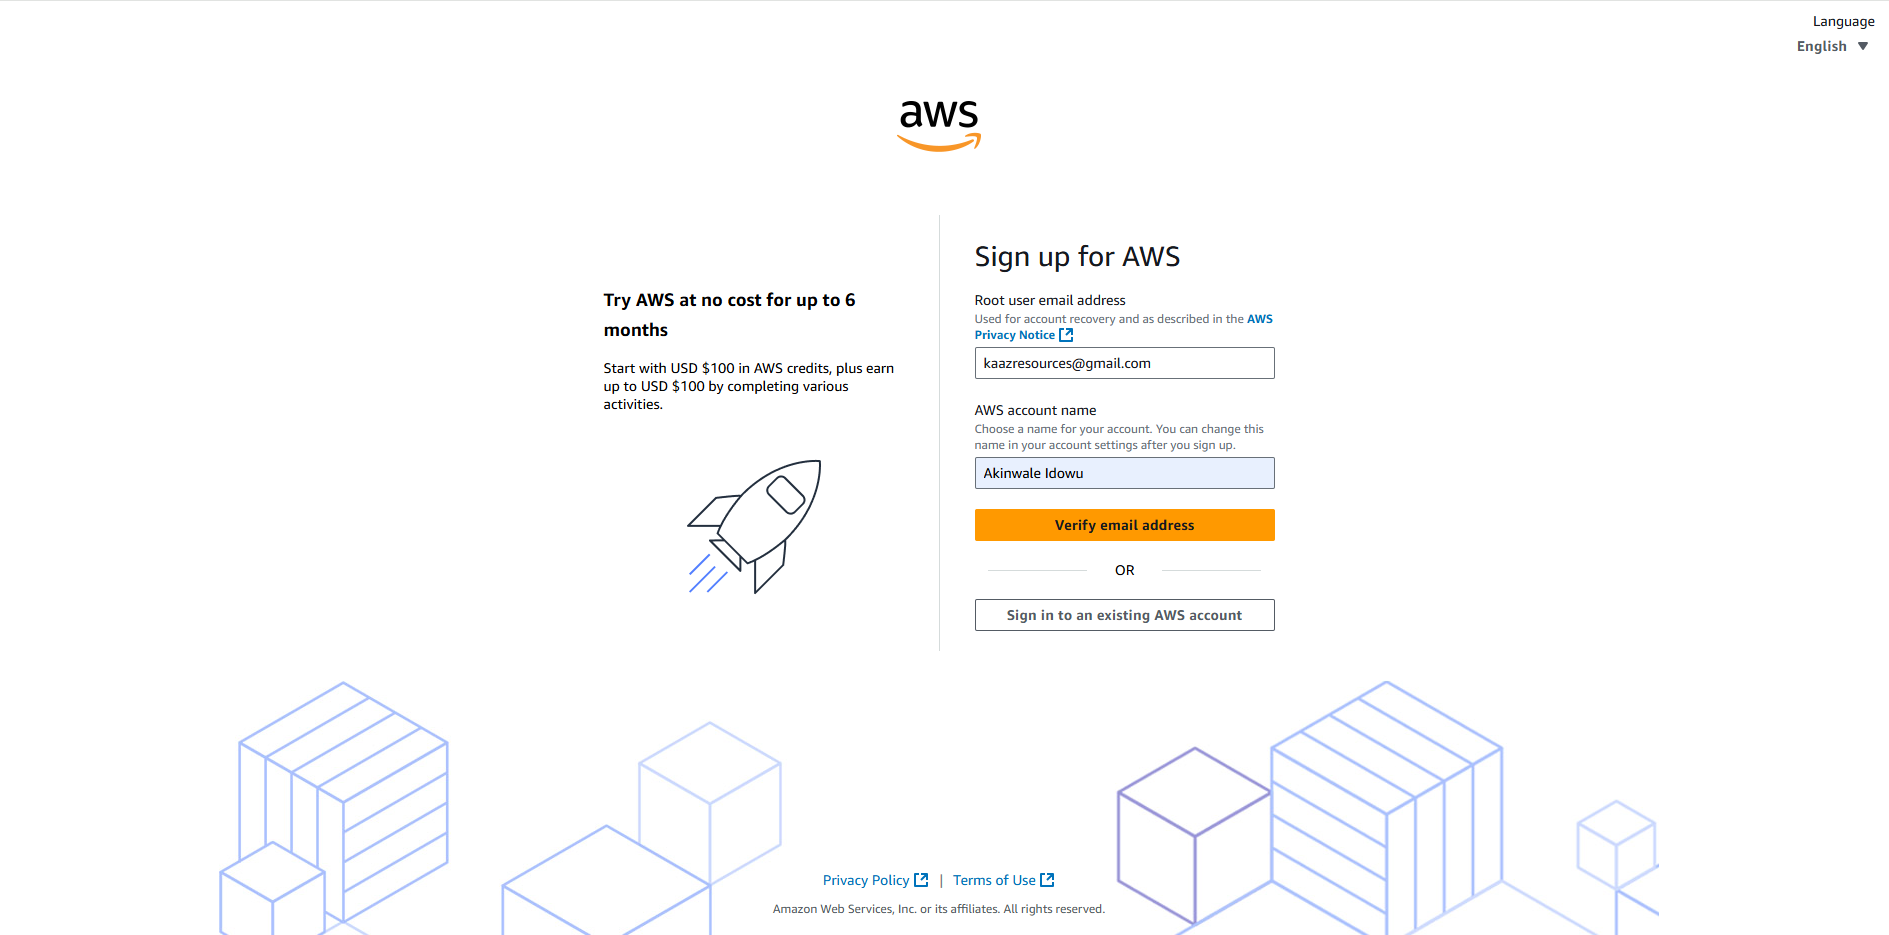 Language
English
aws
Try AWS at no cost for up to 6
months
Start with USD $100 in AWS credits, plus earn
up to USD $100 by completing various
activities.
Sign up for AWS
Root user email address
Used for account recovery and as described in the AWS
Privacy Notice
kaazresources@gmail.com
AWS account name
Choose a name for your account. You can change this
name in your account settings after you sign up.
Akinwale Idowu
Verify email address
OR
Sign in to an existing AWS account
Privacy Policy | Terms of Use
Amazon Web Services, Inc. or its affiliates. All rights reserved.